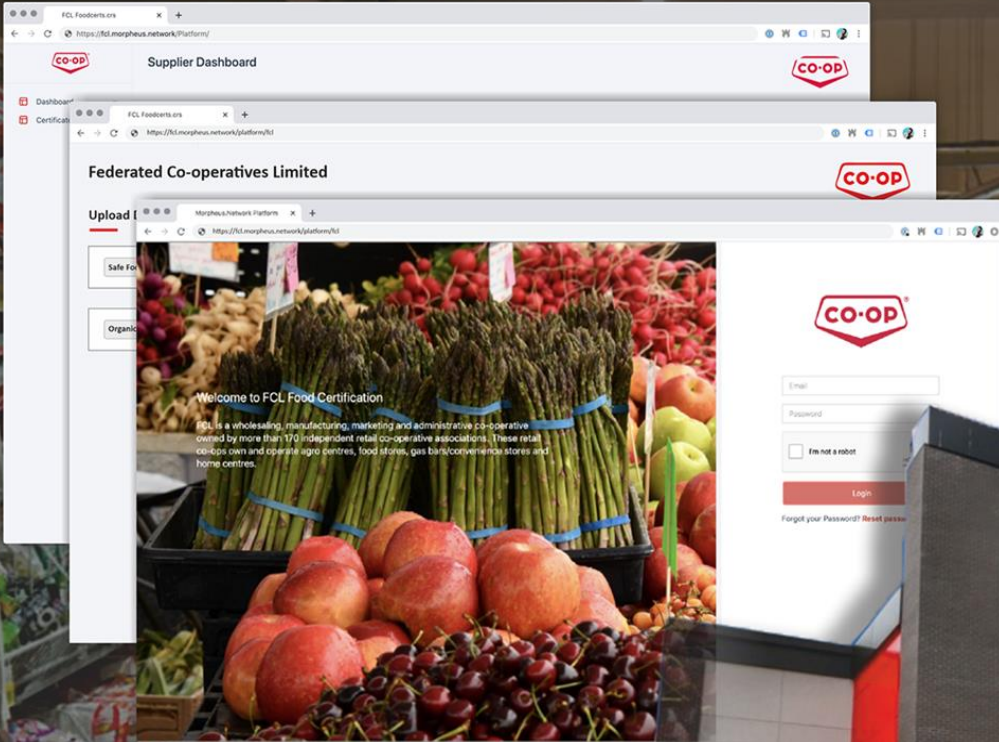 FCL Foodcerts.crs
https://fcl.morpheus.network/Platform/
CO·OP
Supplier Dashboard
CO·OP
Dashboard
FCL Foodcerts.crs
https://fcl.morpheus.network/platform/fcl
Federated Co-operatives Limited
CO·OP
Upload
Morpheus.Network Platform
https://fcl.morpheus.network/platform/fcl
CO·OP
Email
Password
I'm not a robot
Login
Forgot your Password? Reset
Welcome to FCL Food Certification
FCL is a wholesaling, manufacturing, marketing and administrative co-operative
owned by more than 170 independent retail co-operative associations. These retail
co-ops own and operate agro centres, food stores, gas bars/convenience stores and
home centres.